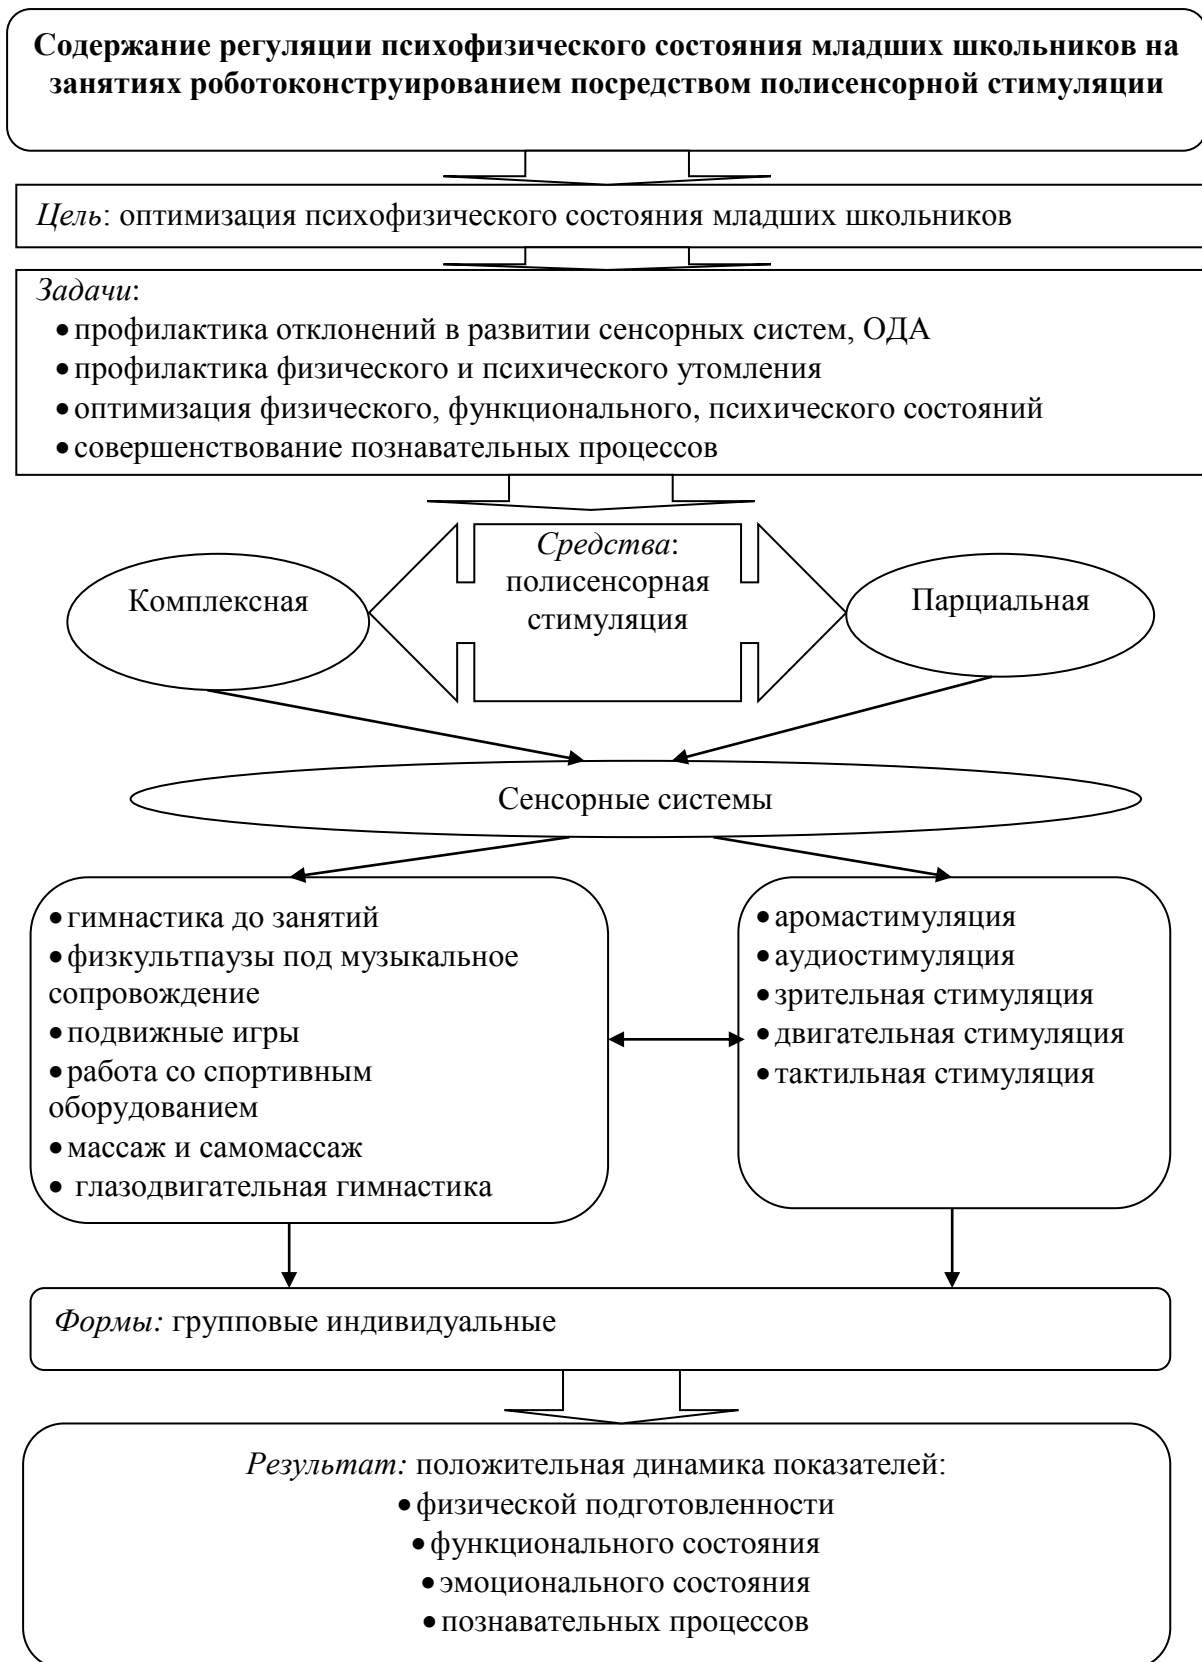 Содержание регуляции психофизического состояния младших школьников на
занятиях роботоконструированием посредством полисенсорной стимуляции
Цель: оптимизация психофизического состояния младших школьников
Задачи:
• профилактика отклонений в развитии сенсорных систем, ОДА
• профилактика физического и психического утомления
• оптимизация физического, функционального, психического состояний
• совершенствование познавательных процессов
Комплексная
Средства:
полисенсорная
стимуляция
Парциальная
Сенсорные системы
• гимнастика до занятий
• физкультпаузы под музыкальное
сопровождение
• подвижные игры
• работа со спортивным
оборудованием
• массаж и самомассаж
• глазодвигательная гимнастика
• аромастимуляция
• аудиостимуляция
• зрительная стимуляция
• двигательная стимуляция
• тактильная стимуляция
Формы: групповые индивидуальные
Результат: положительная динамика показателей:
• физической подготовленности
• функционального состояния
• эмоционального состояния
• познавательных процессов